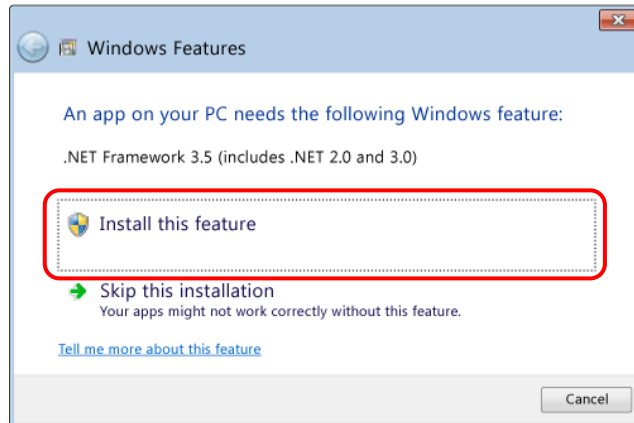 Windows Features
An app on your PC needs the following Windows feature:
.NET Framework 3.5 (includes .NET 2.0 and 3.0)
Install this feature
Skip this installation
Your apps might not work correctly without this feature.
Tell me more about this feature
Cancel